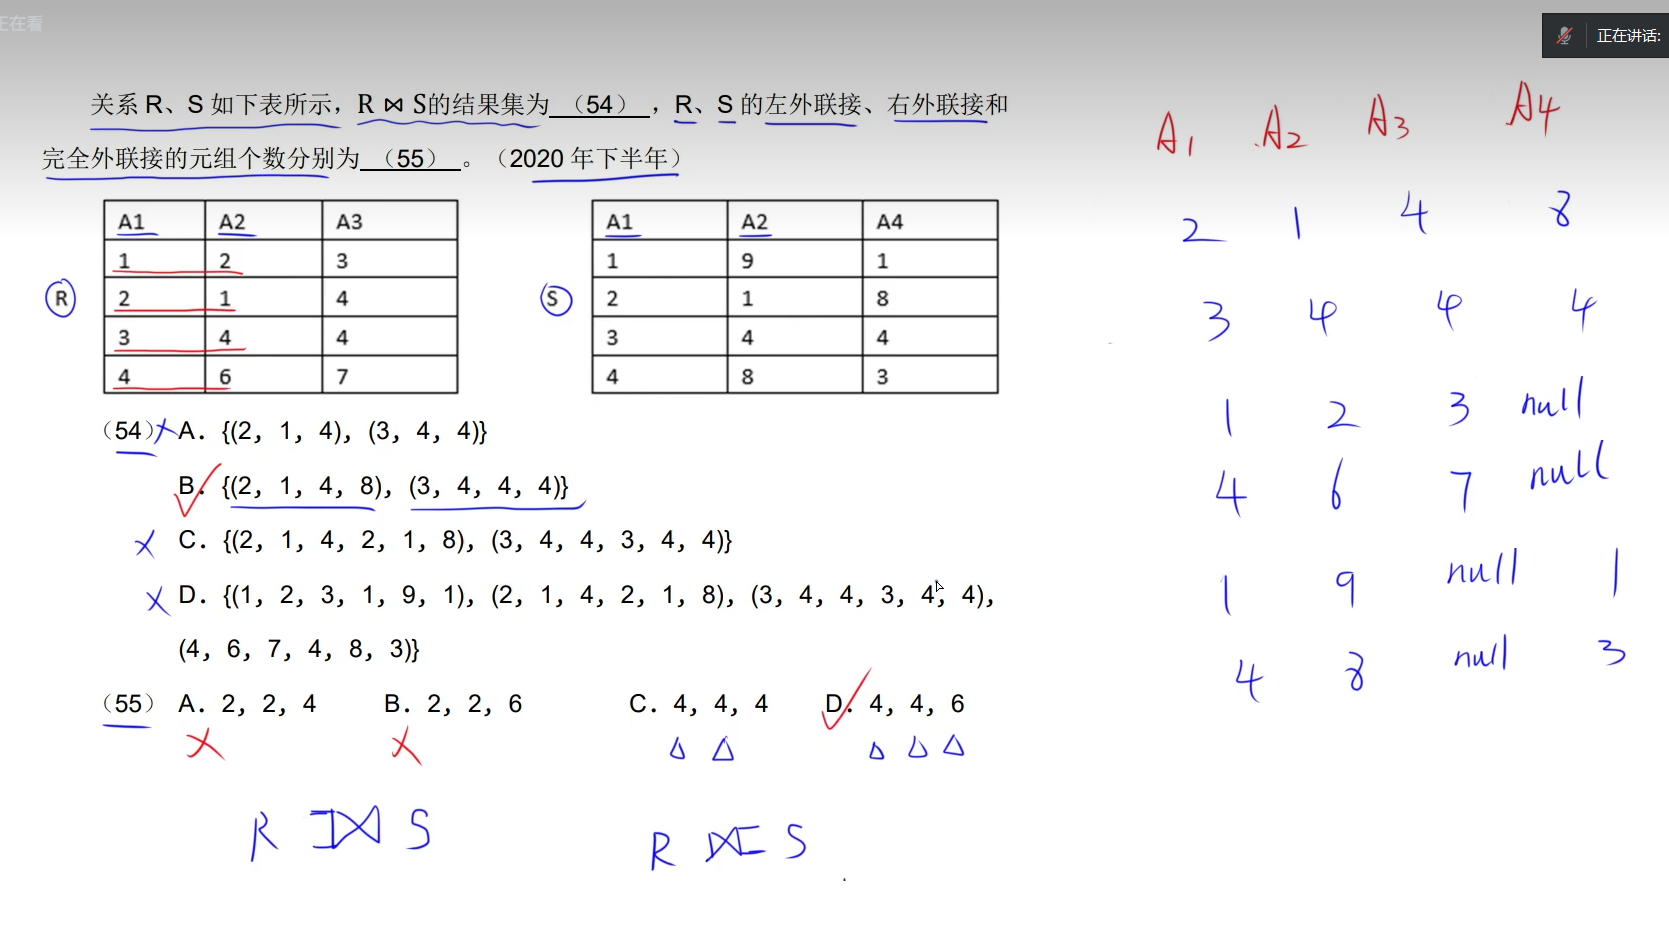 正在看
正在讲话:
关系 R、S 如下表所示，R ⋈ S的结果集为 （54） ，R、S 的左外联接、右外联接和
完全外联接的元组个数分别为 （55） 。（2020 年下半年）
R
A1 A2 A3
1 2 3
2 1 4
3 4 4
4 6 7
S
A1 A2 A4
1 9 1
2 1 8
3 4 4
4 8 3
（54） A. {(2, 1, 4), (3, 4, 4)}
B. {(2, 1, 4, 8), (3, 4, 4, 4)}
C. {(2, 1, 4, 2, 1, 8), (3, 4, 4, 3, 4, 4)}
D. {(1, 2, 3, 1, 9, 1), (2, 1, 4, 2, 1, 8), (3, 4, 4, 3, 4, 4),
(4, 6, 7, 4, 8, 3)}
（55） A. 2, 2, 4 B. 2, 2, 6 C. 4, 4, 4 D. 4, 4, 6
R ⟕ S R ⟖ S
A1 A2 A3 A4
2 1 4 8
3 4 4 4
1 2 3 null
4 6 7 null
1 9 null 1
4 8 null 3